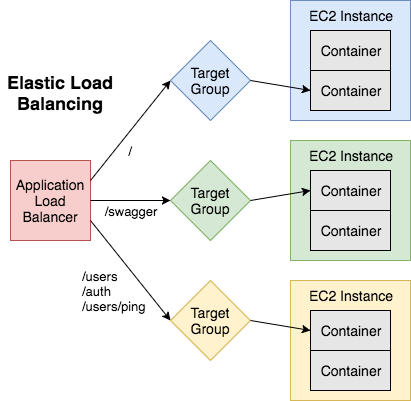 Elastic Load
Balancing
Application
Load
Balancer
/
/swagger
/users
/auth
/users/ping
Target
Group
Target
Group
Target
Group
EC2 Instance
Container
Container
EC2 Instance
Container
Container
EC2 Instance
Container
Container